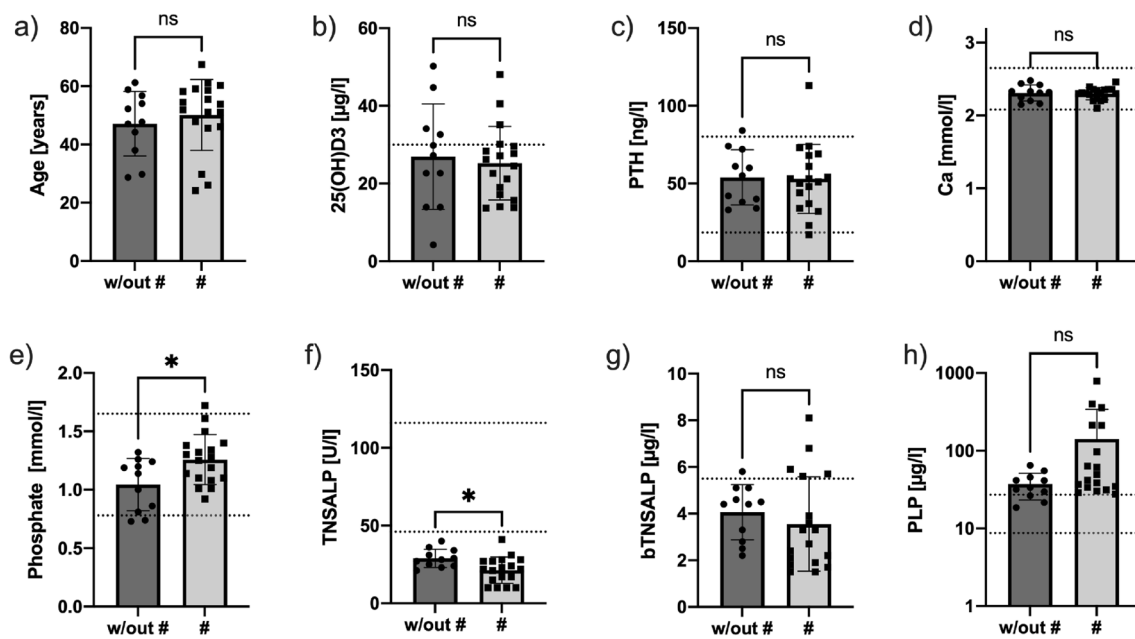 a)
ns
Age [years]
80
60
40
20
0
w/out # #
b)
ns
25(OH)D3 [µg/l]
60
40
20
0
w/out # #
c)
ns
PTH [ng/l]
150
100
50
0
w/out # #
d)
ns
Ca [mmol/l]
3
2
1
0
w/out # #
e)
*
Phosphate [mmol/l]
2.0
1.5
1.0
0.5
0.0
w/out # #
f)
*
TNSALP [U/l]
150
100
50
0
w/out # #
g)
ns
bTNSALP [µg/l]
10
8
6
4
2
0
w/out # #
h)
ns
PLP [µg/l]
1000
100
10
1
w/out # #